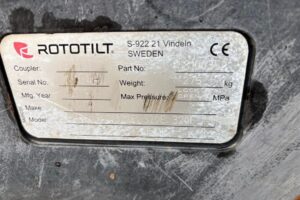 ROTOTILT
S-922 21 Vindeln
SWEDEN
CE
Coupler: Part No:
Serial No: Weight: kg
Mfg. Year Max Pressure: MPa
Make:
Model: